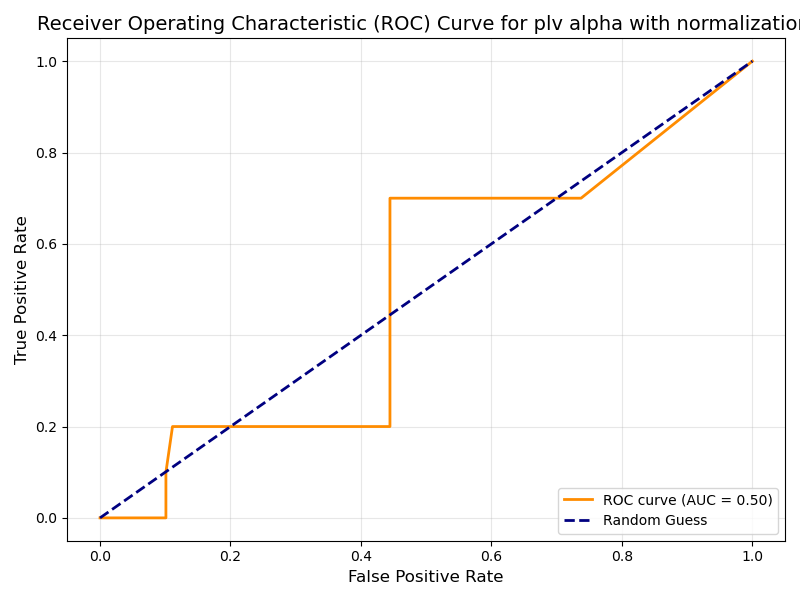 Receiver Operating Characteristic (ROC) Curve for plv alpha with normalization
True Positive Rate
1.0
0.8
0.6
0.4
0.2
0.0
0.0 0.2 0.4 0.6 0.8 1.0
False Positive Rate
ROC curve (AUC = 0.50)
Random Guess